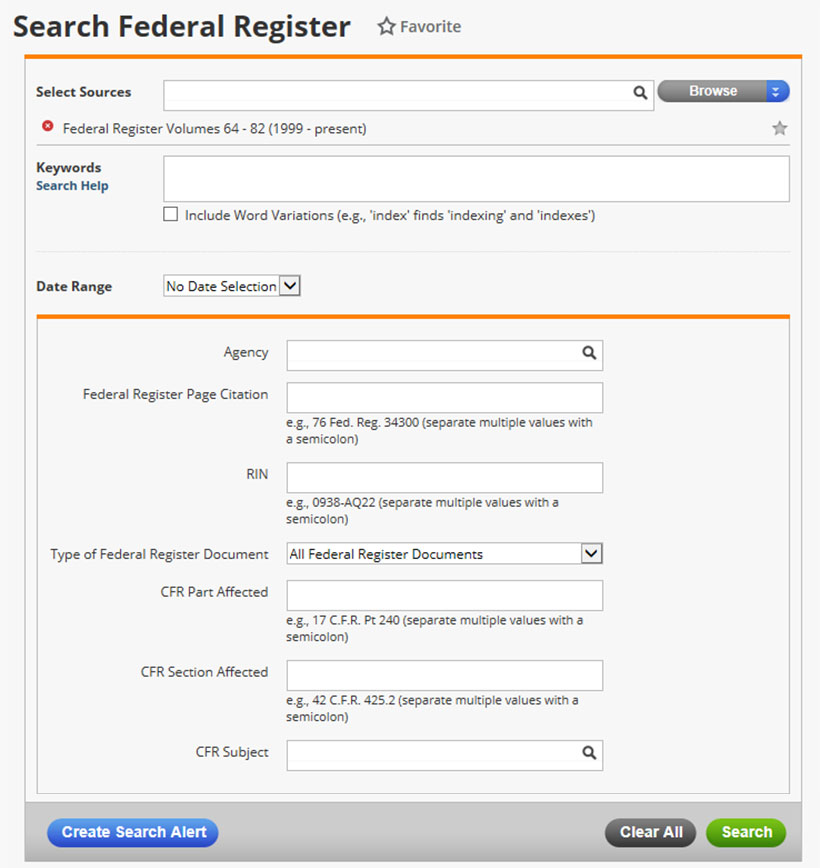 Search Federal Register Favorite
Select Sources Browse
Federal Register Volumes 64 - 82 (1999 - present)
Keywords
Search Help
Include Word Variations (e.g., 'index' finds 'indexing' and 'indexes')
Date Range No Date Selection
Agency
Federal Register Page Citation
e.g., 76 Fed. Reg. 34300 (separate multiple values with
a semicolon)
RIN
e.g., 0938-AQ22 (separate multiple values with a
semicolon)
Type of Federal Register Document All Federal Register Documents
CFR Part Affected
e.g., 17 C.F.R. Pt 240 (separate multiple values with a
semicolon)
CFR Section Affected
e.g., 42 C.F.R. 425.2 (separate multiple values with a
semicolon)
CFR Subject
Create Search Alert Clear All Search